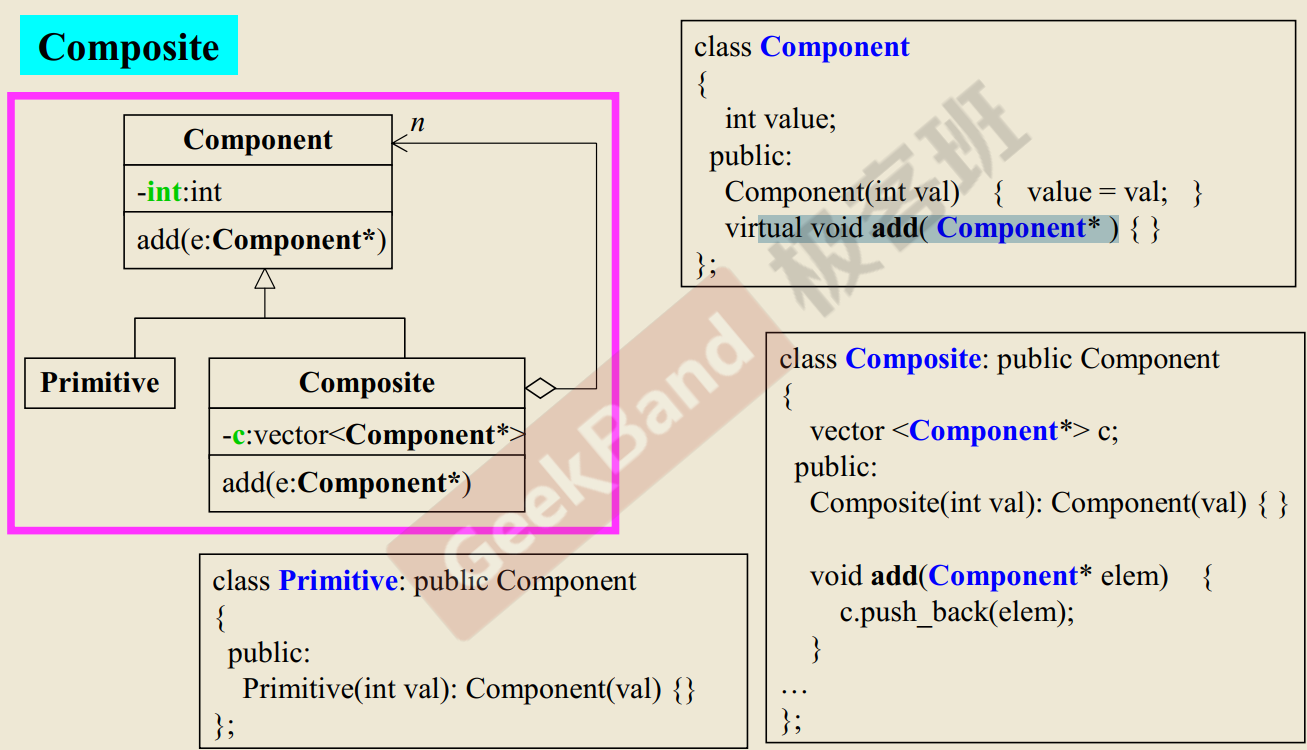 Composite
Component
n
-int:int
add(e:Component*)
Primitive
Composite
-c:vector<Component*>
add(e:Component*)
class Component
{
int value;
public:
Component(int val) { value = val; }
virtual void add( Component* ) { }
};
class Primitive: public Component
{
public:
Primitive(int val): Component(val) {}
};
class Composite: public Component
{
vector <Component*> c;
public:
Composite(int val): Component(val) { }
void add(Component* elem) {
c.push_back(elem);
}
…
};
GeekBand 极客班